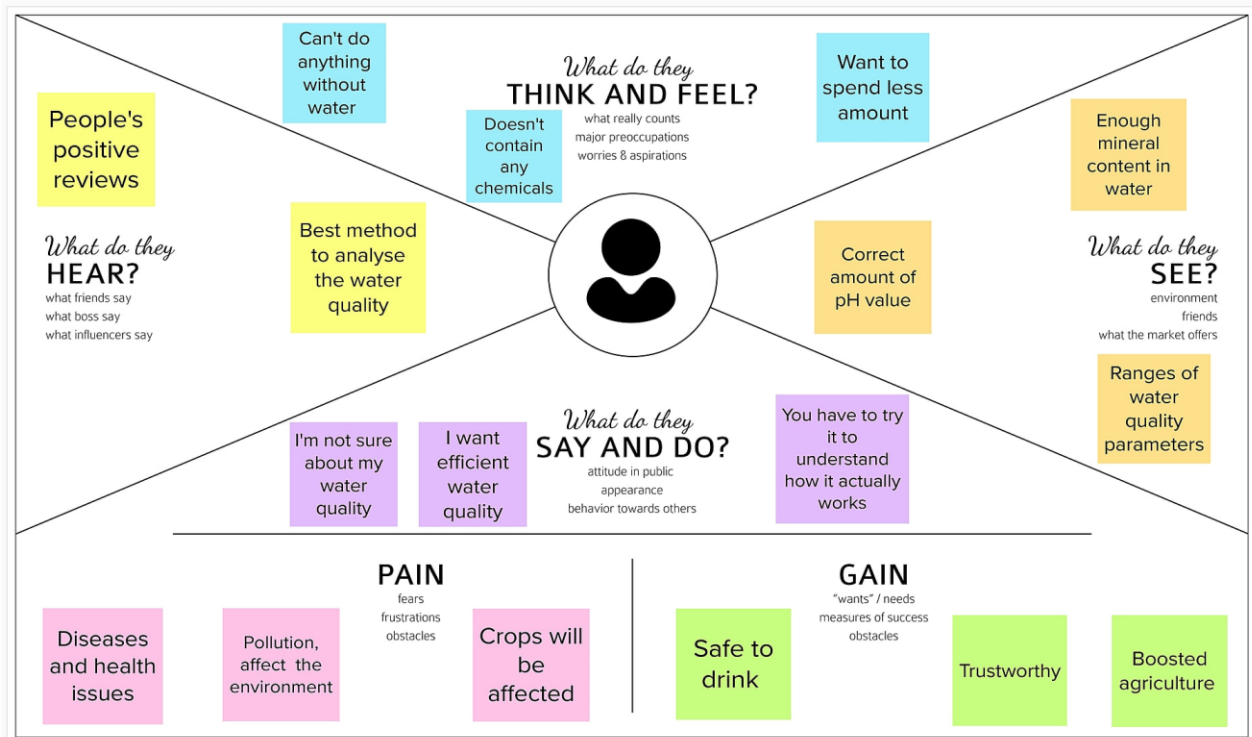 Can't do
anything
without
water
What do they
THINK AND FEEL?
what really counts
major preoccupations
worries & aspirations
Doesn't
contain
any
chemicals
Want to
spend less
amount
People's
positive
reviews
What do they
HEAR?
what friends say
what boss say
what influencers say
Best method
to analyse
the water
quality
Enough
mineral
content in
water
Correct
amount of
pH value
What do they
SEE?
environment
friends
what the market offers
Ranges of
water
quality
parameters
I'm not sure
about my
water
quality
I want
efficient
water
quality
What do they
SAY AND DO?
attitude in public
appearance
behavior towards others
You have to try
it to
understand
how it actually
works
PAIN
fears
frustrations
obstacles
Diseases
and health
issues
Pollution,
affect the
environment
Crops will
be
affected
GAIN
"wants" / needs
measures of success
obstacles
Safe to
drink
Trustworthy
Boosted
agriculture